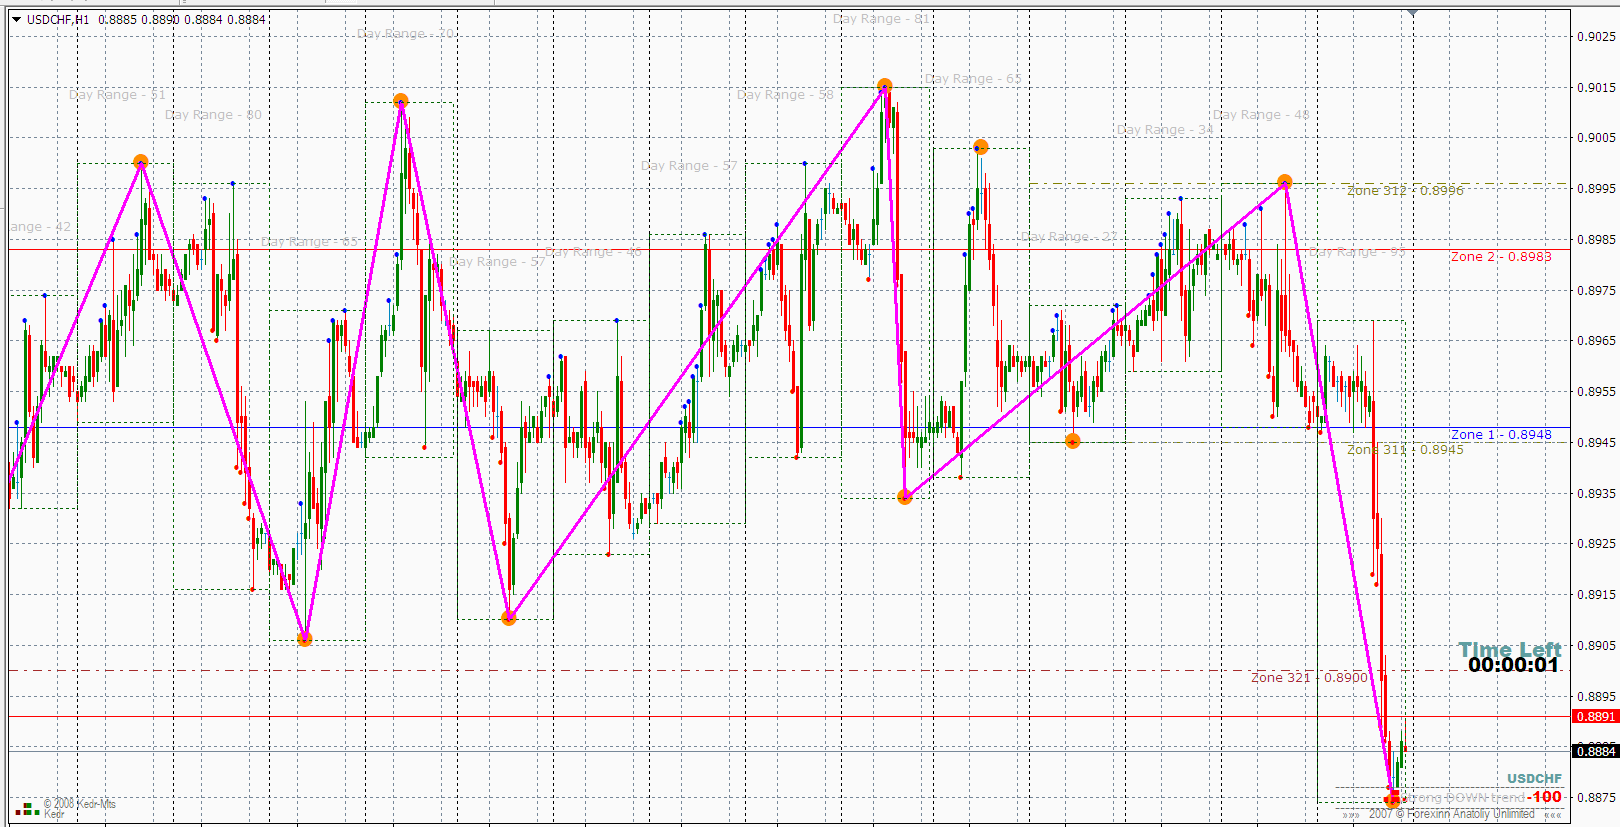 USDCHF,H1 0.8885 0.8890 0.8884 0.8884
Day Range - 81
Day Range - 70
0.9025
Day Range - 65
0.9015
Day Range - 51
Day Range - 58
Day Range - 80
Day Range - 48
Day Range - 34
0.9005
Day Range - 57
0.8995
Zone 312 - 0.8996
ange - 42
Day Range - 27
0.8985
Day Range - 65
Day Range - 57
Day Range - 46
Day Range - 95
Zone 2 - 0.8983
0.8975
0.8965
0.8955
Zone 1 - 0.8948
0.8945
Zone 311 - 0.8945
0.8935
0.8925
0.8915
0.8905
Time Left
00:00:01
Zone 321 - 0.8900
0.8895
0.8891
0.8884
USDCHF
Strong DOWN trend -100
0.8875
© 2008 Kedr-Mts
Kedr
»»» 2007 © Forexinn Anatoliy Unlimited «««